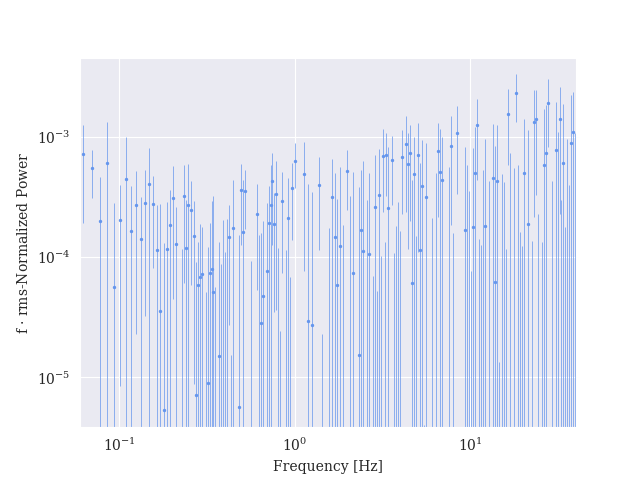 f · rms-Normalized Power
10⁻³
10⁻⁴
10⁻⁵
10⁻¹ 10⁰ 10¹
Frequency [Hz]